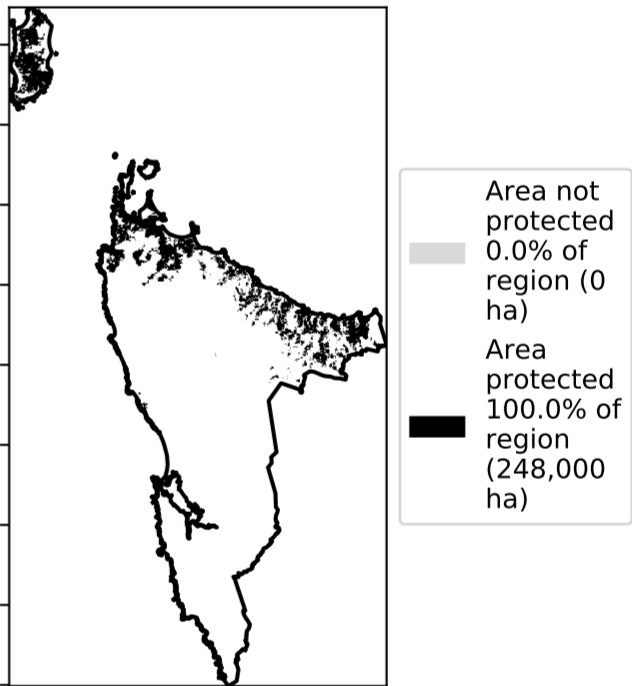 Area not
protected
0.0% of
region (0
ha)
Area
protected
100.0% of
region
(248,000
ha)